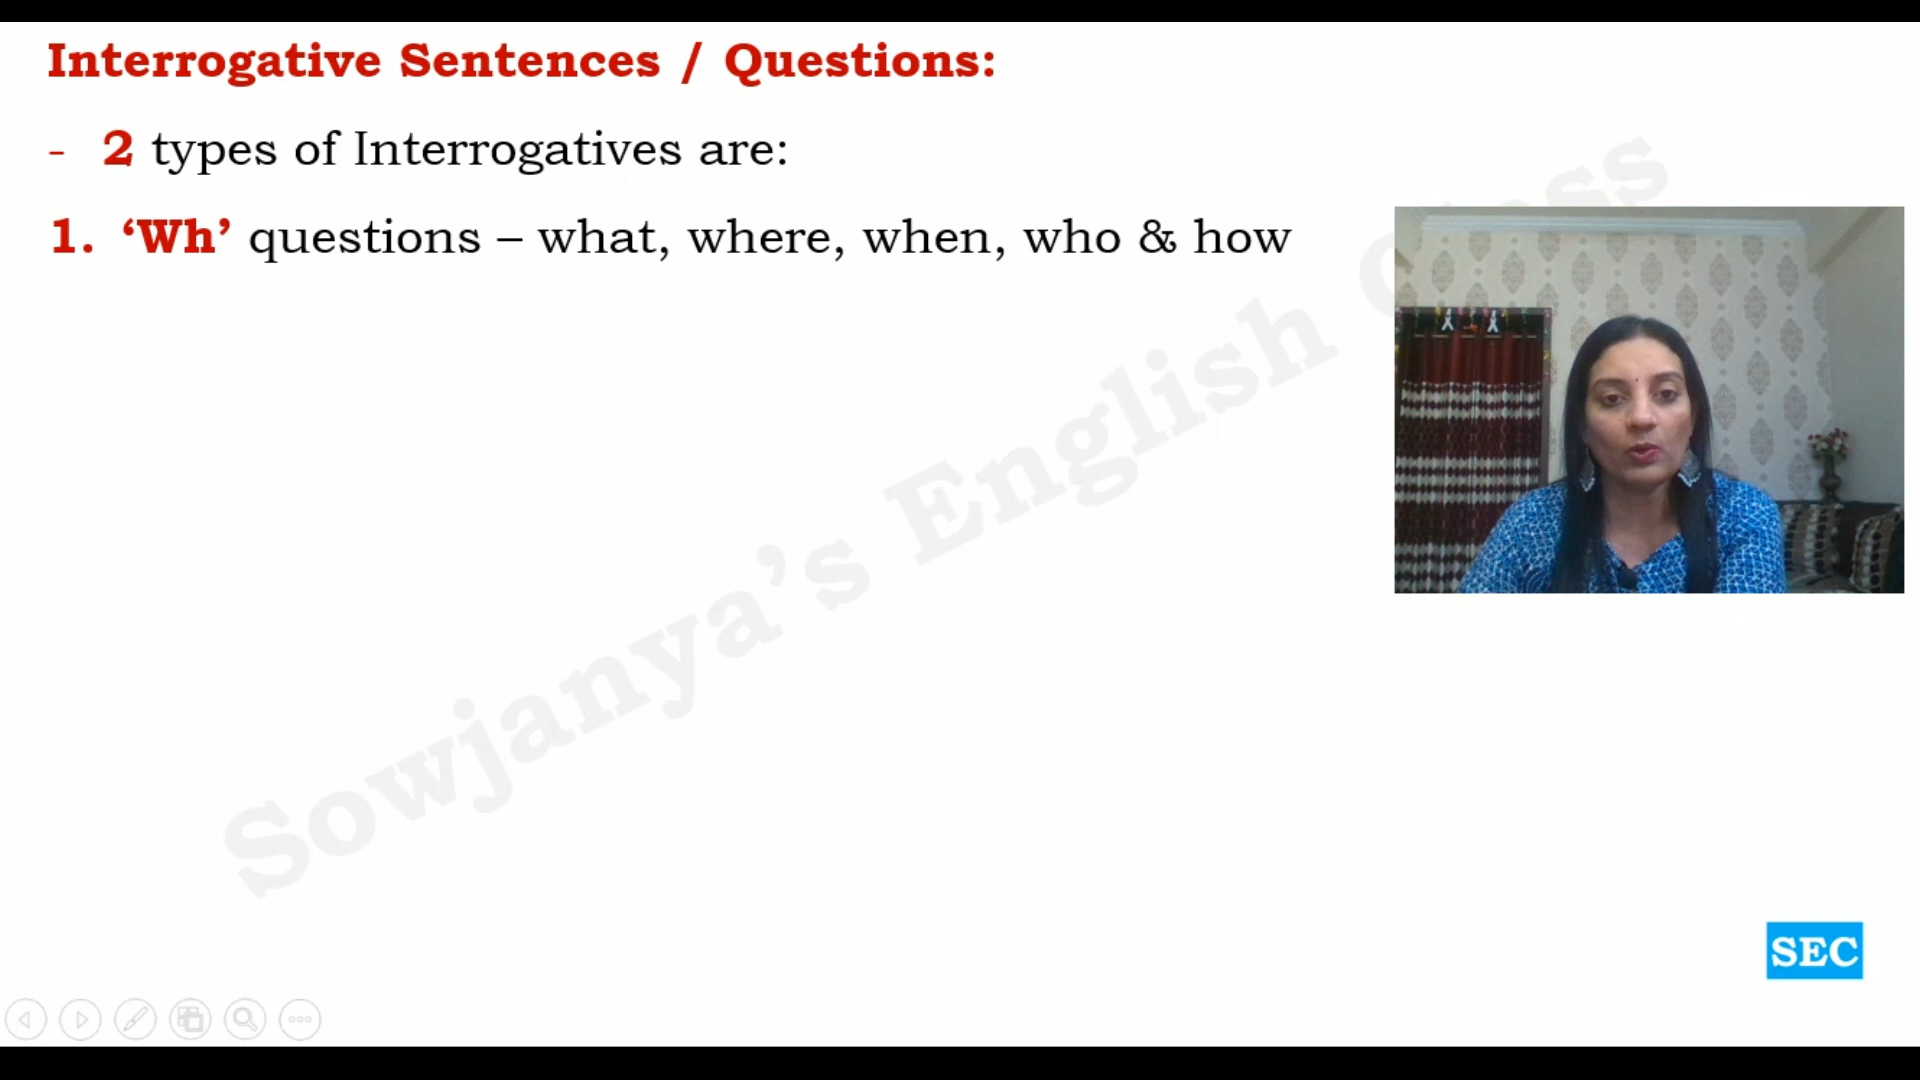 Interrogative Sentences / Questions:
- 2 types of Interrogatives are:
1. ‘Wh’ questions – what, where, when, who & how
Sowjanya’s English Class
SEC